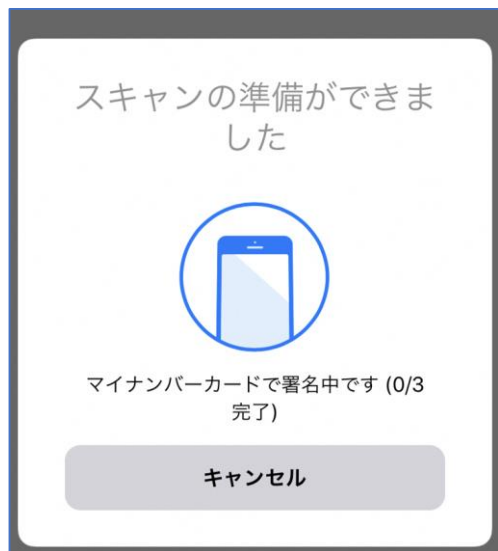 スキャンの準備ができま
した
マイナンバーカードで署名中です (0/3
完了)
キャンセル